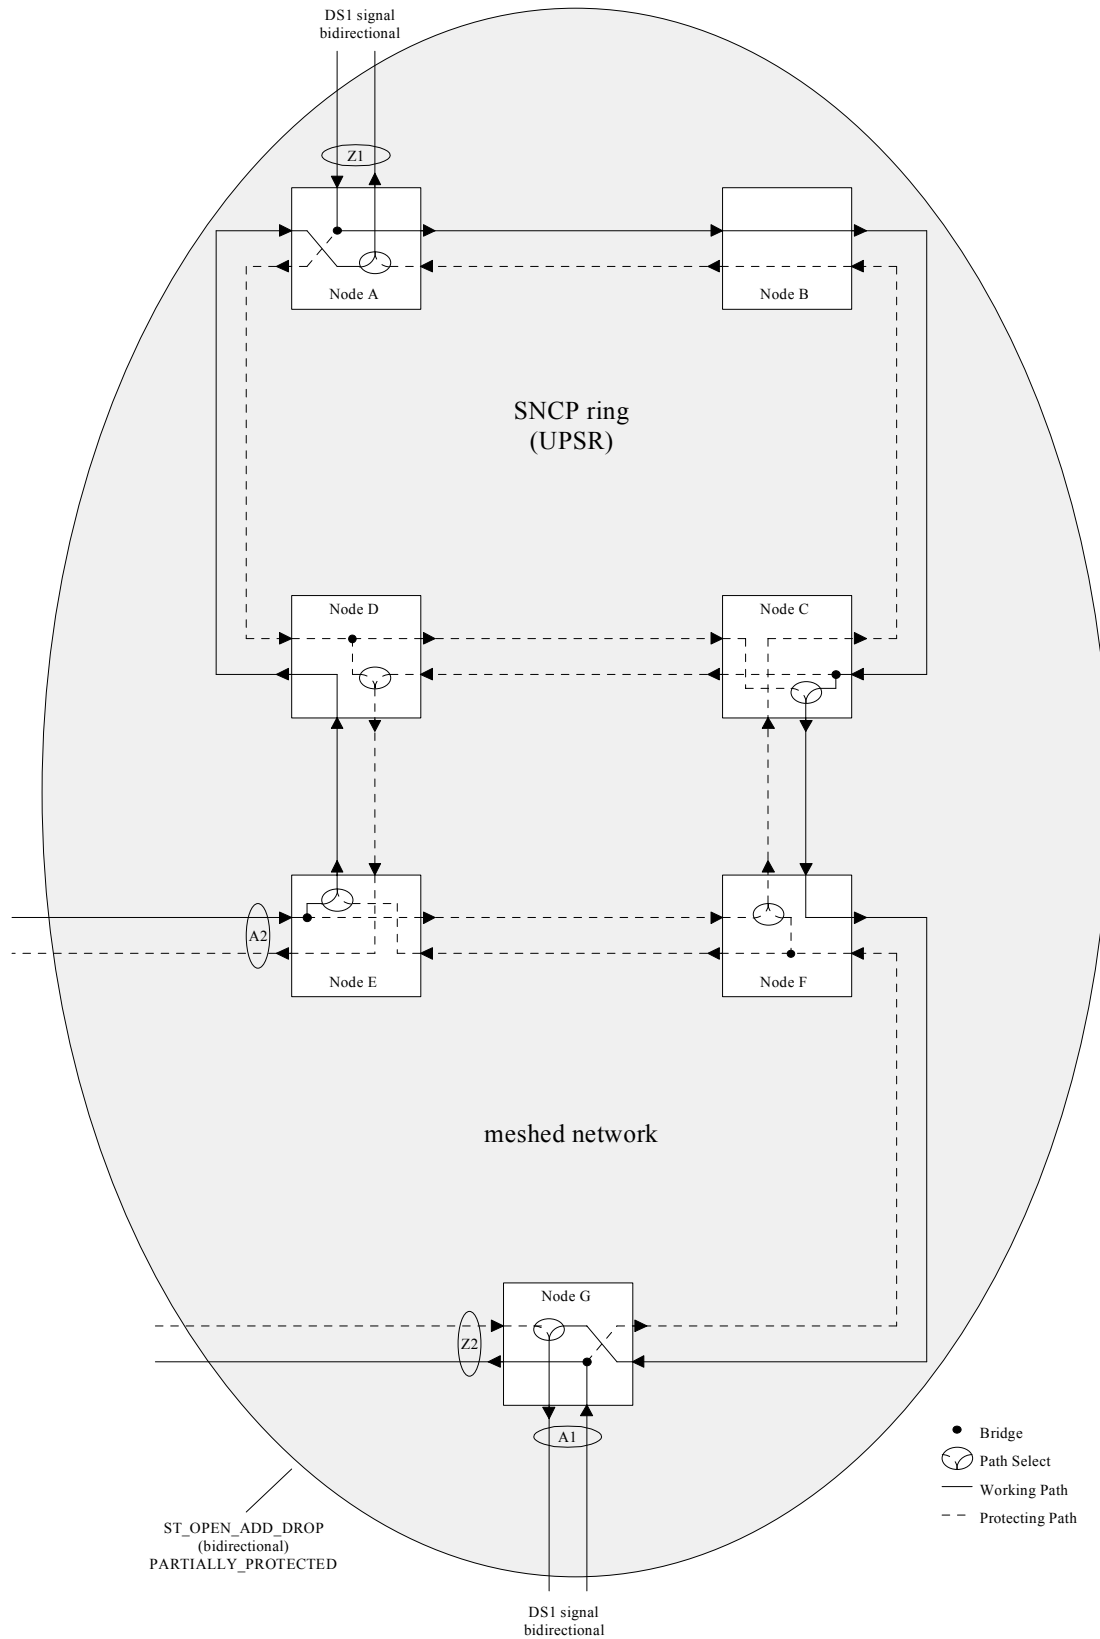 DS1 signal
bidirectional
Z1
Node A
Node B
SNCP ring
(UPSR)
Node D
Node C
A2
Node E
Node F
meshed network
Node G
Z2
A1
Bridge
Path Select
Working Path
Protecting Path
ST_OPEN_ADD_DROP
(bidirectional)
PARTIALLY_PROTECTED
DS1 signal
bidirectional